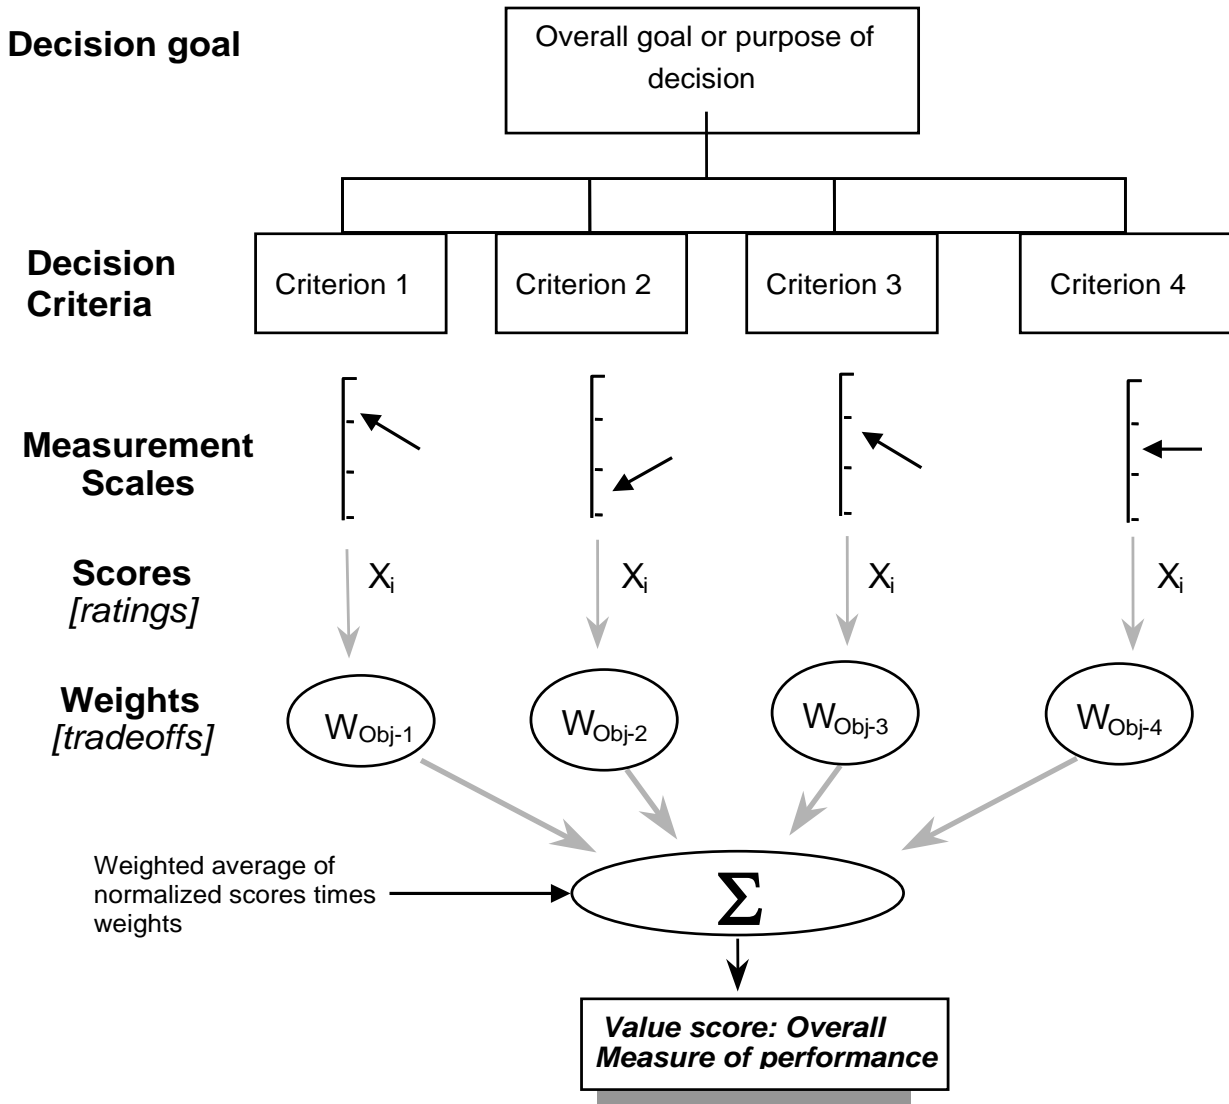 Decision goal
Overall goal or purpose of
decision
Decision
Criteria
Criterion 1
Criterion 2
Criterion 3
Criterion 4
Measurement
Scales
Scores
[ratings]
Xi
Xi
Xi
Xi
Weights
[tradeoffs]
WObj-1
WObj-2
WObj-3
WObj-4
Weighted average of
normalized scores times
weights
Σ
Value score: Overall
Measure of performance